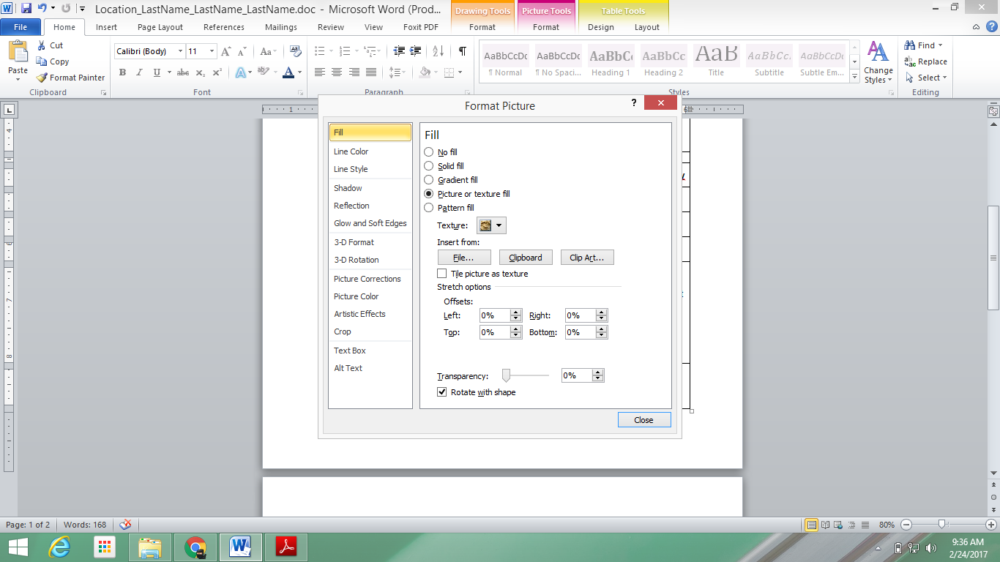 Location_LastName_LastName_LastName.doc - Microsoft Word (Prod...
Drawing Tools Picture Tools Table Tools
File Home Insert Page Layout References Mailings Review View Foxit PDF Format Format Design Layout
Paste
Cut
Copy
Format Painter
Clipboard
Calibri (Body) 11
Font
Paragraph
AaBbCcDc AaBbCcDc AaBbCc AaBbCc AaB AaBbCc. AaBbCcDc
¶ Normal ¶ No Spaci... Heading 1 Heading 2 Title Subtitle Subtle Em...
Change
Styles
Styles
Find
Replace
Select
Editing
Format Picture
Fill
Line Color
Line Style
Shadow
Reflection
Glow and Soft Edges
3-D Format
3-D Rotation
Picture Corrections
Picture Color
Artistic Effects
Crop
Text Box
Alt Text
Fill
No fill
Solid fill
Gradient fill
Picture or texture fill
Pattern fill
Texture:
Insert from:
File... Clipboard Clip Art...
Tile picture as texture
Stretch options
Offsets:
Left: 0% Right: 0%
Top: 0% Bottom: 0%
Transparency: 0%
Rotate with shape
Close
Page: 1 of 2 Words: 168 80%
9:36 AM
2/24/2017